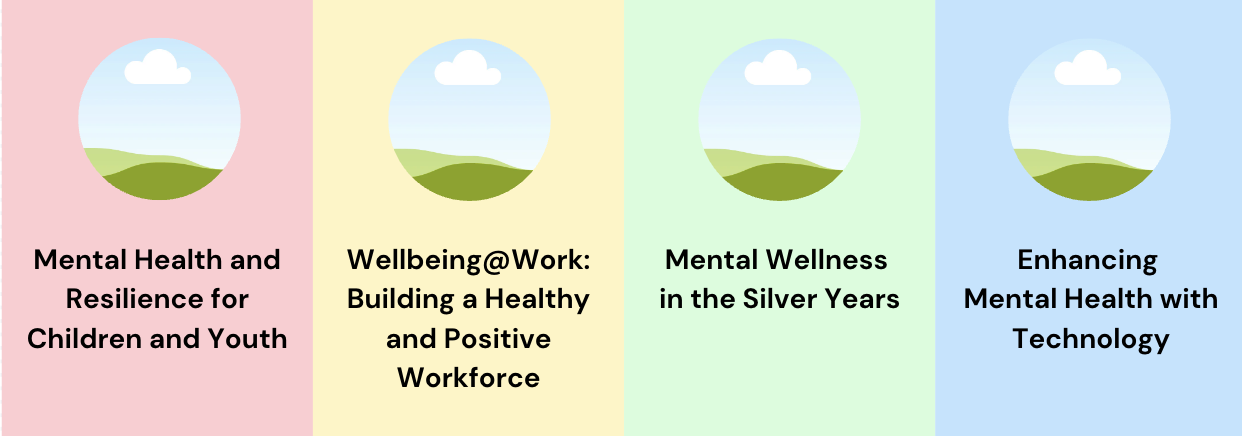 Mental Health and
Resilience for
Children and Youth
Wellbeing@Work:
Building a Healthy
and Positive
Workforce
Mental Wellness
in the Silver Years
Enhancing
Mental Health with
Technology